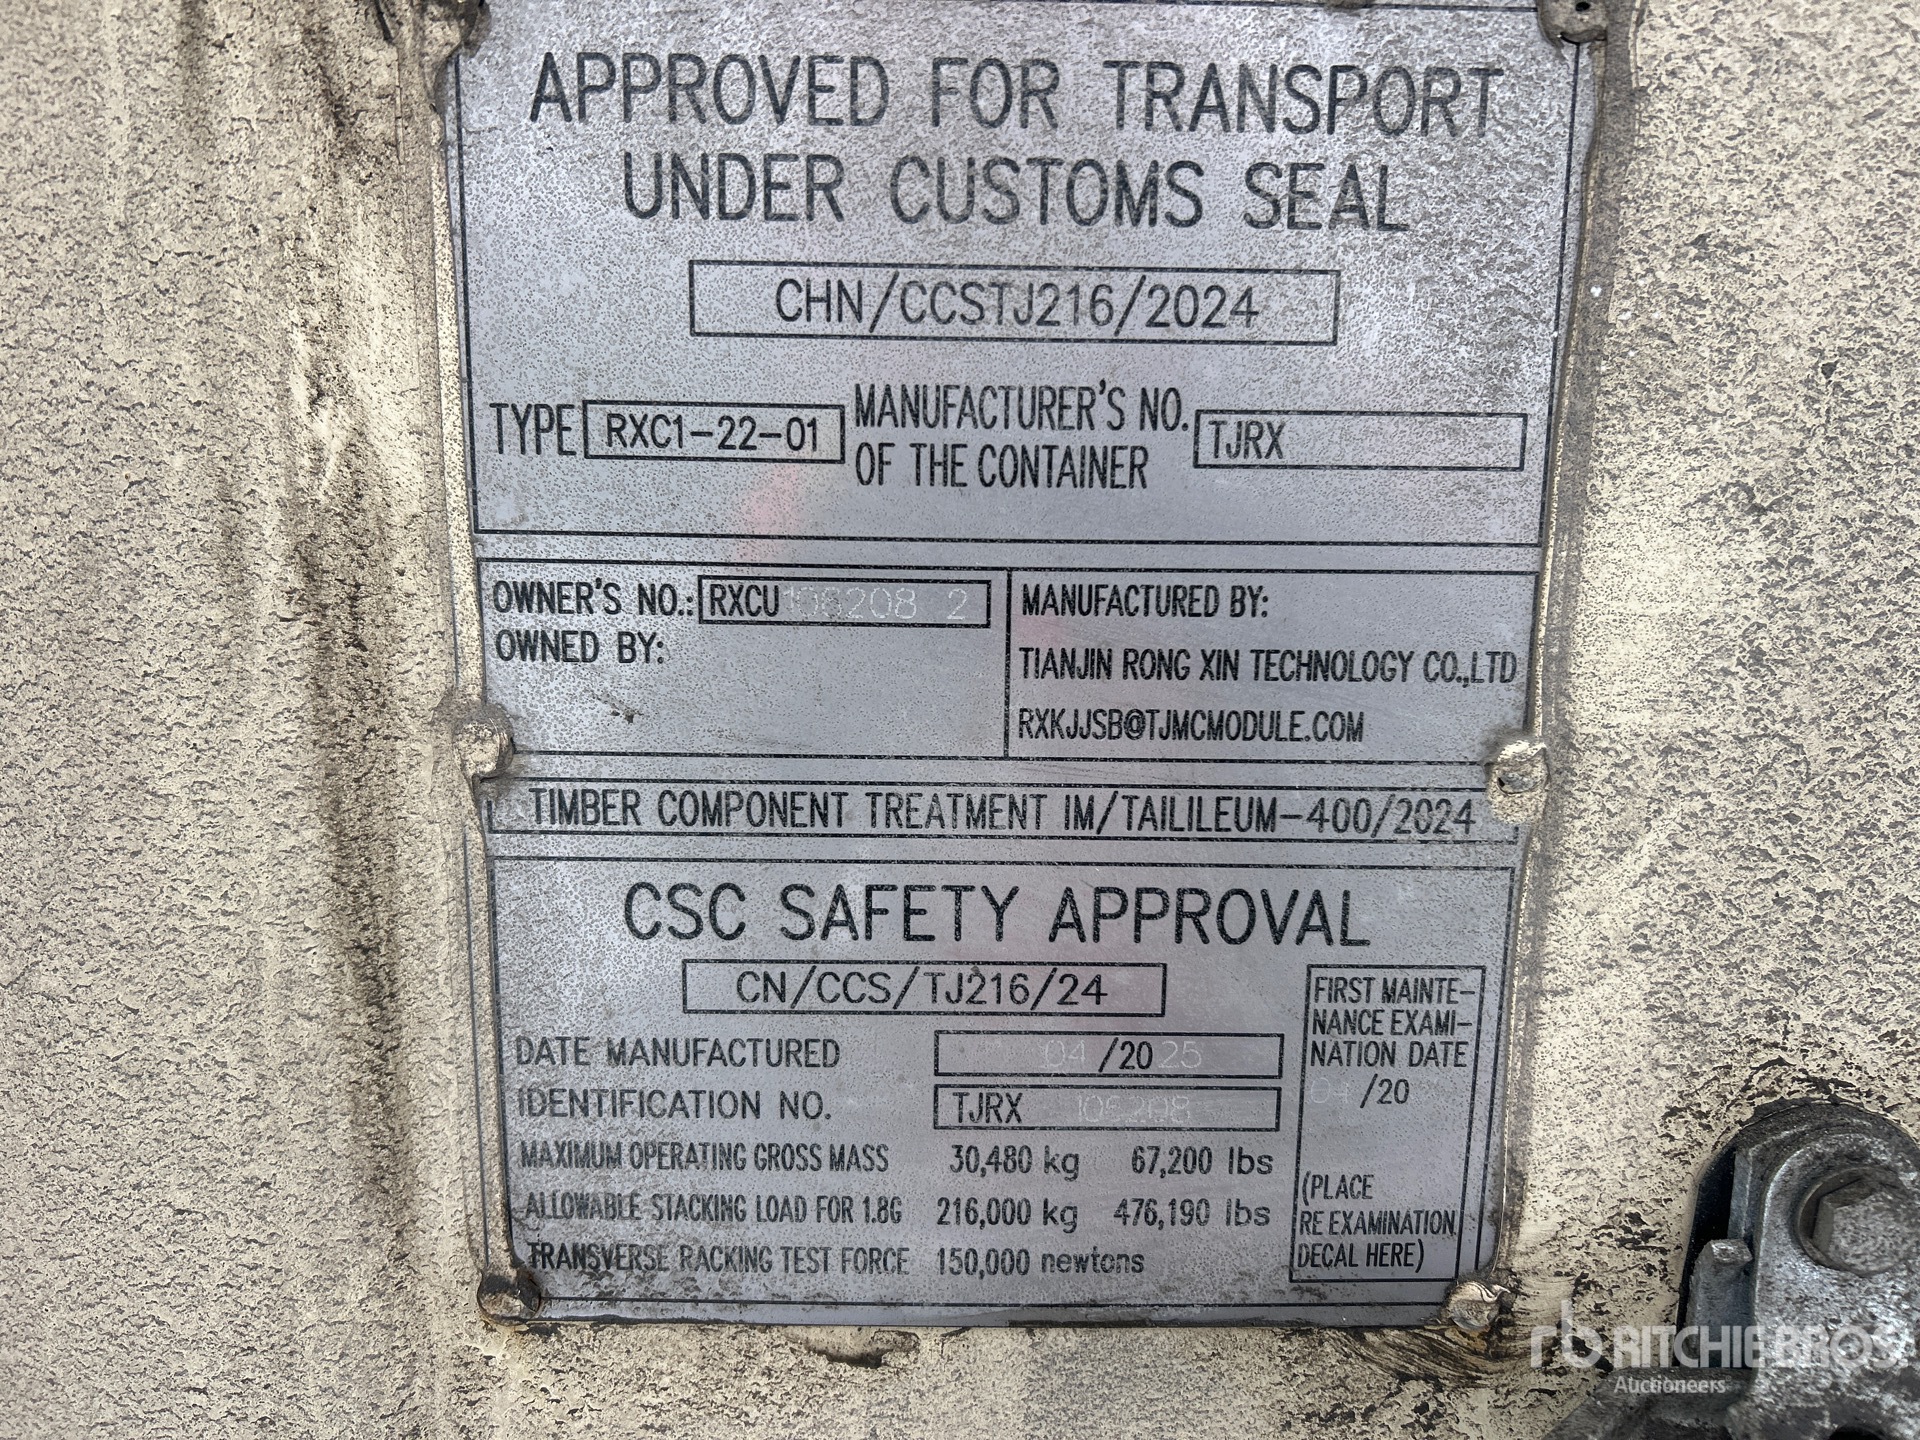 APPROVED FOR TRANSPORT
UNDER CUSTOMS SEAL
CHN/CCSTJ216/2024
TYPE RXC1-22-01 MANUFACTURER'S NO. OF THE CONTAINER TJRX
OWNER'S NO.: RXCU 106208 2
OWNED BY:
MANUFACTURED BY:
TIANJIN RONG XIN TECHNOLOGY CO.,LTD
RXKJJSB@TJMCMODULE.COM
TIMBER COMPONENT TREATMENT IM/TAILILEUM-400/2024
CSC SAFETY APPROVAL
CN/CCS/TJ216/24
DATE MANUFACTURED 04/2025
IDENTIFICATION NO. TJRX 106208
MAXIMUM OPERATING GROSS MASS 30,480 kg 67,200 lbs
ALLOWABLE STACKING LOAD FOR 1.8G 216,000 kg 476,190 lbs
TRANSVERSE RACKING TEST FORCE 150,000 newtons
FIRST MAINTE-
NANCE EXAMI-
NATION DATE
04/20
(PLACE
RE EXAMINATION
DECAL HERE)
rb RITCHIE BROS.
Auctioneers